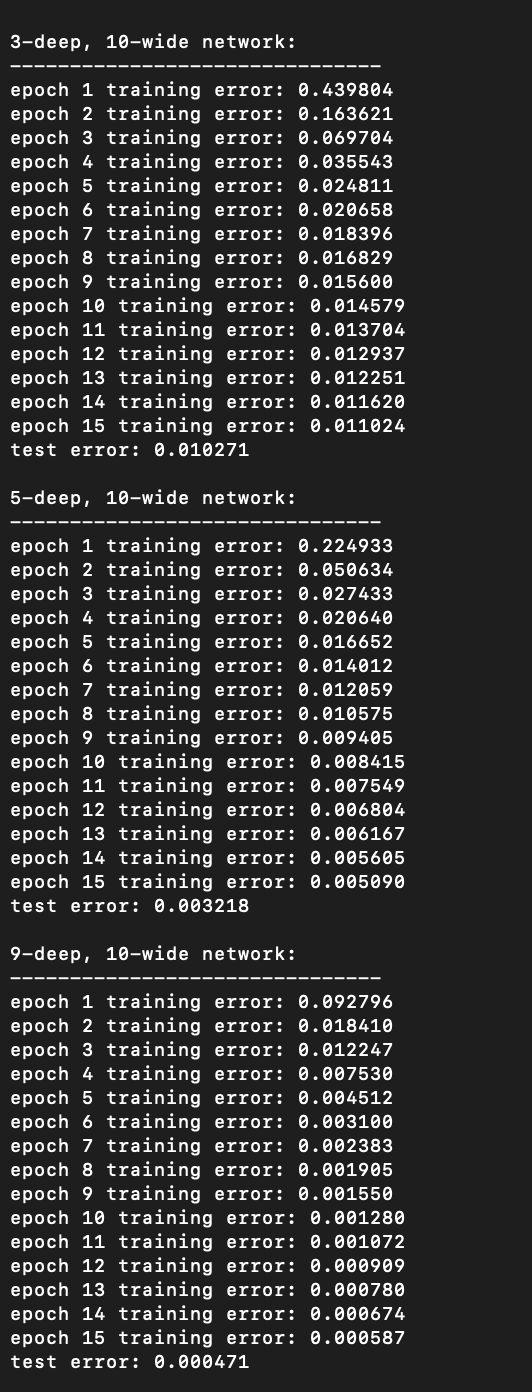 3-deep, 10-wide network:
-------------------------------
epoch 1 training error: 0.439804
epoch 2 training error: 0.163621
epoch 3 training error: 0.069704
epoch 4 training error: 0.035543
epoch 5 training error: 0.024811
epoch 6 training error: 0.020658
epoch 7 training error: 0.018396
epoch 8 training error: 0.016829
epoch 9 training error: 0.015600
epoch 10 training error: 0.014579
epoch 11 training error: 0.013704
epoch 12 training error: 0.012937
epoch 13 training error: 0.012251
epoch 14 training error: 0.011620
epoch 15 training error: 0.011024
test error: 0.010271
5-deep, 10-wide network:
-------------------------------
epoch 1 training error: 0.224933
epoch 2 training error: 0.050634
epoch 3 training error: 0.027433
epoch 4 training error: 0.020640
epoch 5 training error: 0.016652
epoch 6 training error: 0.014012
epoch 7 training error: 0.012059
epoch 8 training error: 0.010575
epoch 9 training error: 0.009405
epoch 10 training error: 0.008415
epoch 11 training error: 0.007549
epoch 12 training error: 0.006804
epoch 13 training error: 0.006167
epoch 14 training error: 0.005605
epoch 15 training error: 0.005090
test error: 0.003218
9-deep, 10-wide network:
-------------------------------
epoch 1 training error: 0.092796
epoch 2 training error: 0.018410
epoch 3 training error: 0.012247
epoch 4 training error: 0.007530
epoch 5 training error: 0.004512
epoch 6 training error: 0.003100
epoch 7 training error: 0.002383
epoch 8 training error: 0.001905
epoch 9 training error: 0.001550
epoch 10 training error: 0.001280
epoch 11 training error: 0.001072
epoch 12 training error: 0.000909
epoch 13 training error: 0.000780
epoch 14 training error: 0.000674
epoch 15 training error: 0.000587
test error: 0.000471